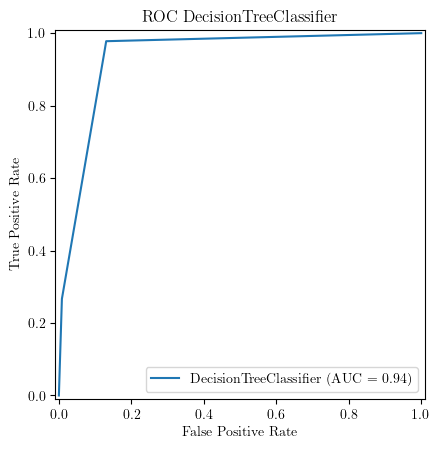 ROC DecisionTreeClassifier
1.0
0.8
0.6
0.4
0.2
0.0
True Positive Rate
DecisionTreeClassifier (AUC = 0.94)
0.0 0.2 0.4 0.6 0.8 1.0
False Positive Rate